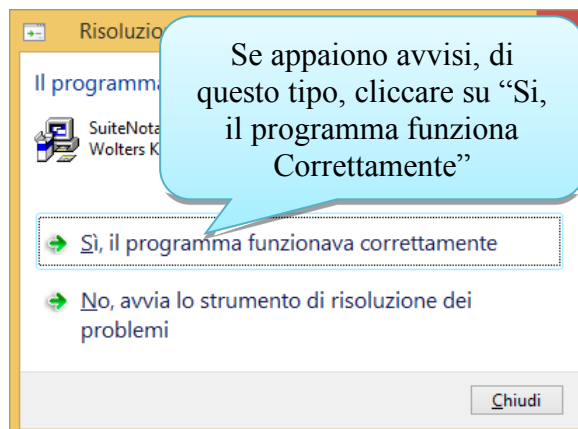 Risoluzio
Se appaiono avvisi, di
questo tipo, cliccare su “Si,
il programma funziona
Correttamente”
Il programma
SuiteNota
Wolters K
Sì, il programma funzionava correttamente
No, avvia lo strumento di risoluzione dei
problemi
Chiudi